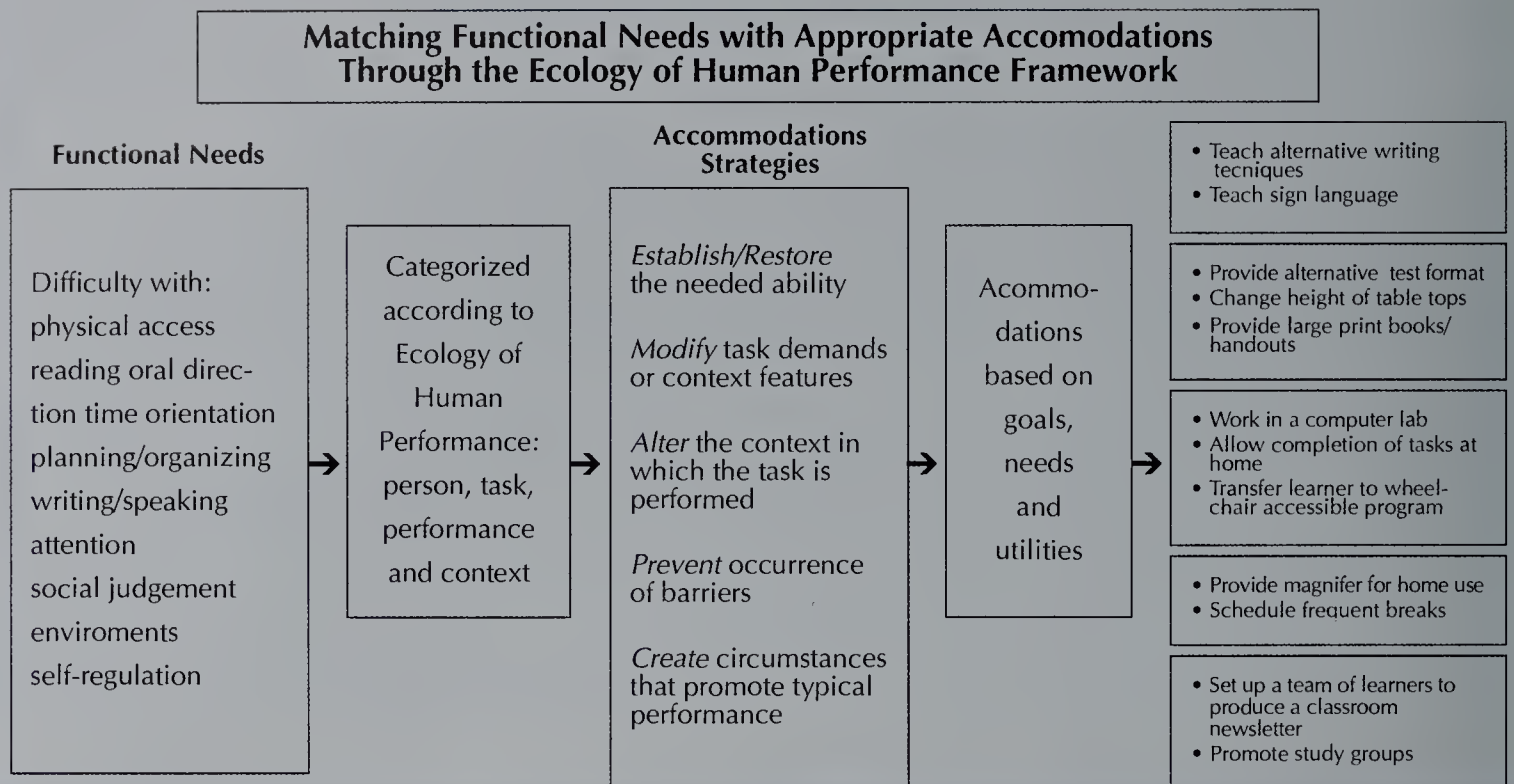 Matching Functional Needs with Appropriate Accomodations
Through the Ecology of Human Performance Framework
Functional Needs
Difficulty with:
physical access
reading oral direc-
tion time orientation
planning/organizing
writing/speaking
attention
social judgement
enviroments
self-regulation
Categorized
according to
Ecology of
Human
Performance:
person, task,
performance
and context
Accommodations
Strategies
Establish/Restore
the needed ability
Modify task demands
or context features
Alter the context in
which the task is
performed
Prevent occurrence
of barriers
Create circumstances
that promote typical
performance
Acommo-
dations
based on
goals,
needs
and
utilities
• Teach alternative writing
tecniques
• Teach sign language
• Provide alternative test format
• Change height of table tops
• Provide large print books/
handouts
• Work in a computer lab
• Allow completion of tasks at
home
• Transfer learner to wheel-
chair accessible program
• Provide magnifer for home use
• Schedule frequent breaks
• Set up a team of learners to
produce a classroom
newsletter
• Promote study groups